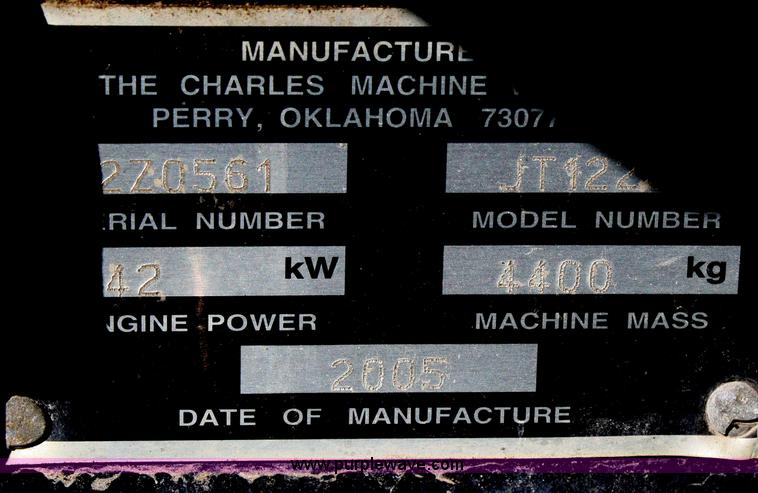 MANUFACTURE
THE CHARLES MACHINE
PERRY, OKLAHOMA 7307
2Z0561 JT122
RIAL NUMBER MODEL NUMBER
42 kW 4400 kg
NGINE POWER MACHINE MASS
2005
DATE OF MANUFACTURE
www.purplewave.com